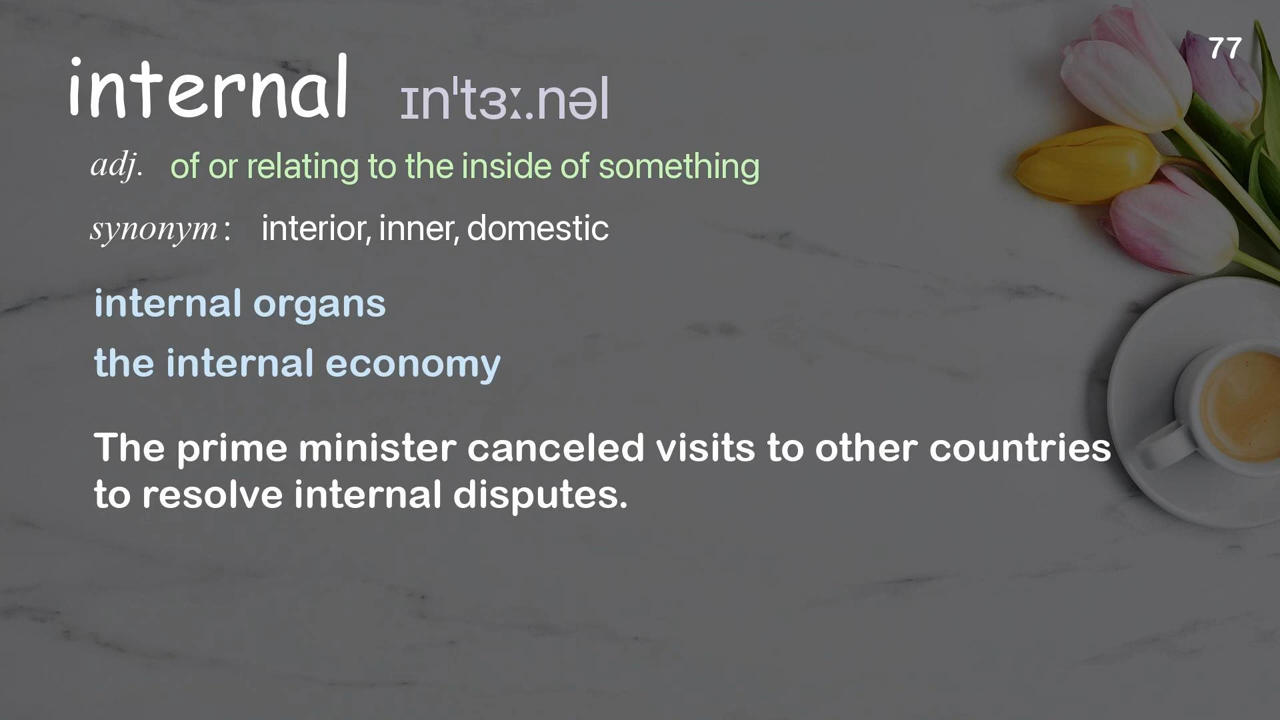 77
internal ɪnˈtɜː.nəl
adj. of or relating to the inside of something
synonym: interior, inner, domestic
internal organs
the internal economy
The prime minister canceled visits to other countries
to resolve internal disputes.